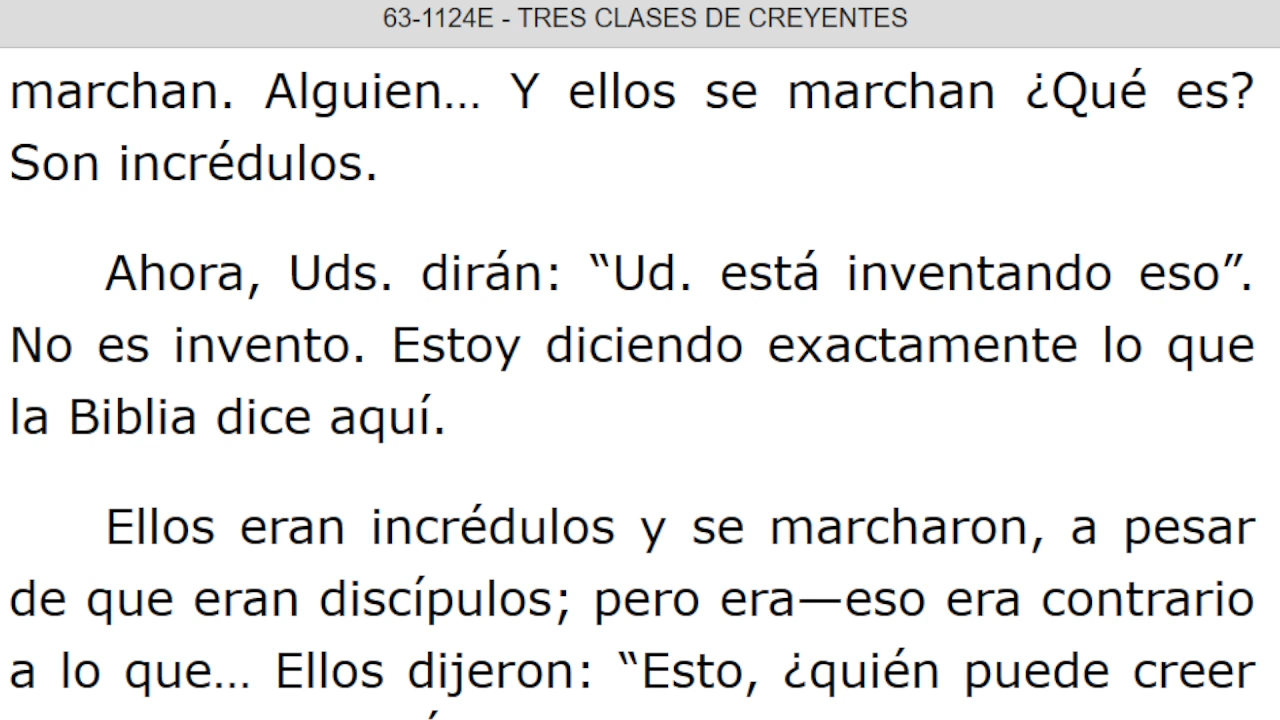 63-1124E - TRES CLASES DE CREYENTES
marchan. Alguien... Y ellos se marchan ¿Qué es?
Son incrédulos.
Ahora, Uds. dirán: “Ud. está inventando eso”.
No es invento. Estoy diciendo exactamente lo que
la Biblia dice aquí.
Ellos eran incrédulos y se marcharon, a pesar
de que eran discípulos; pero era—eso era contrario
a lo que... Ellos dijeron: “Esto, ¿quién puede creer